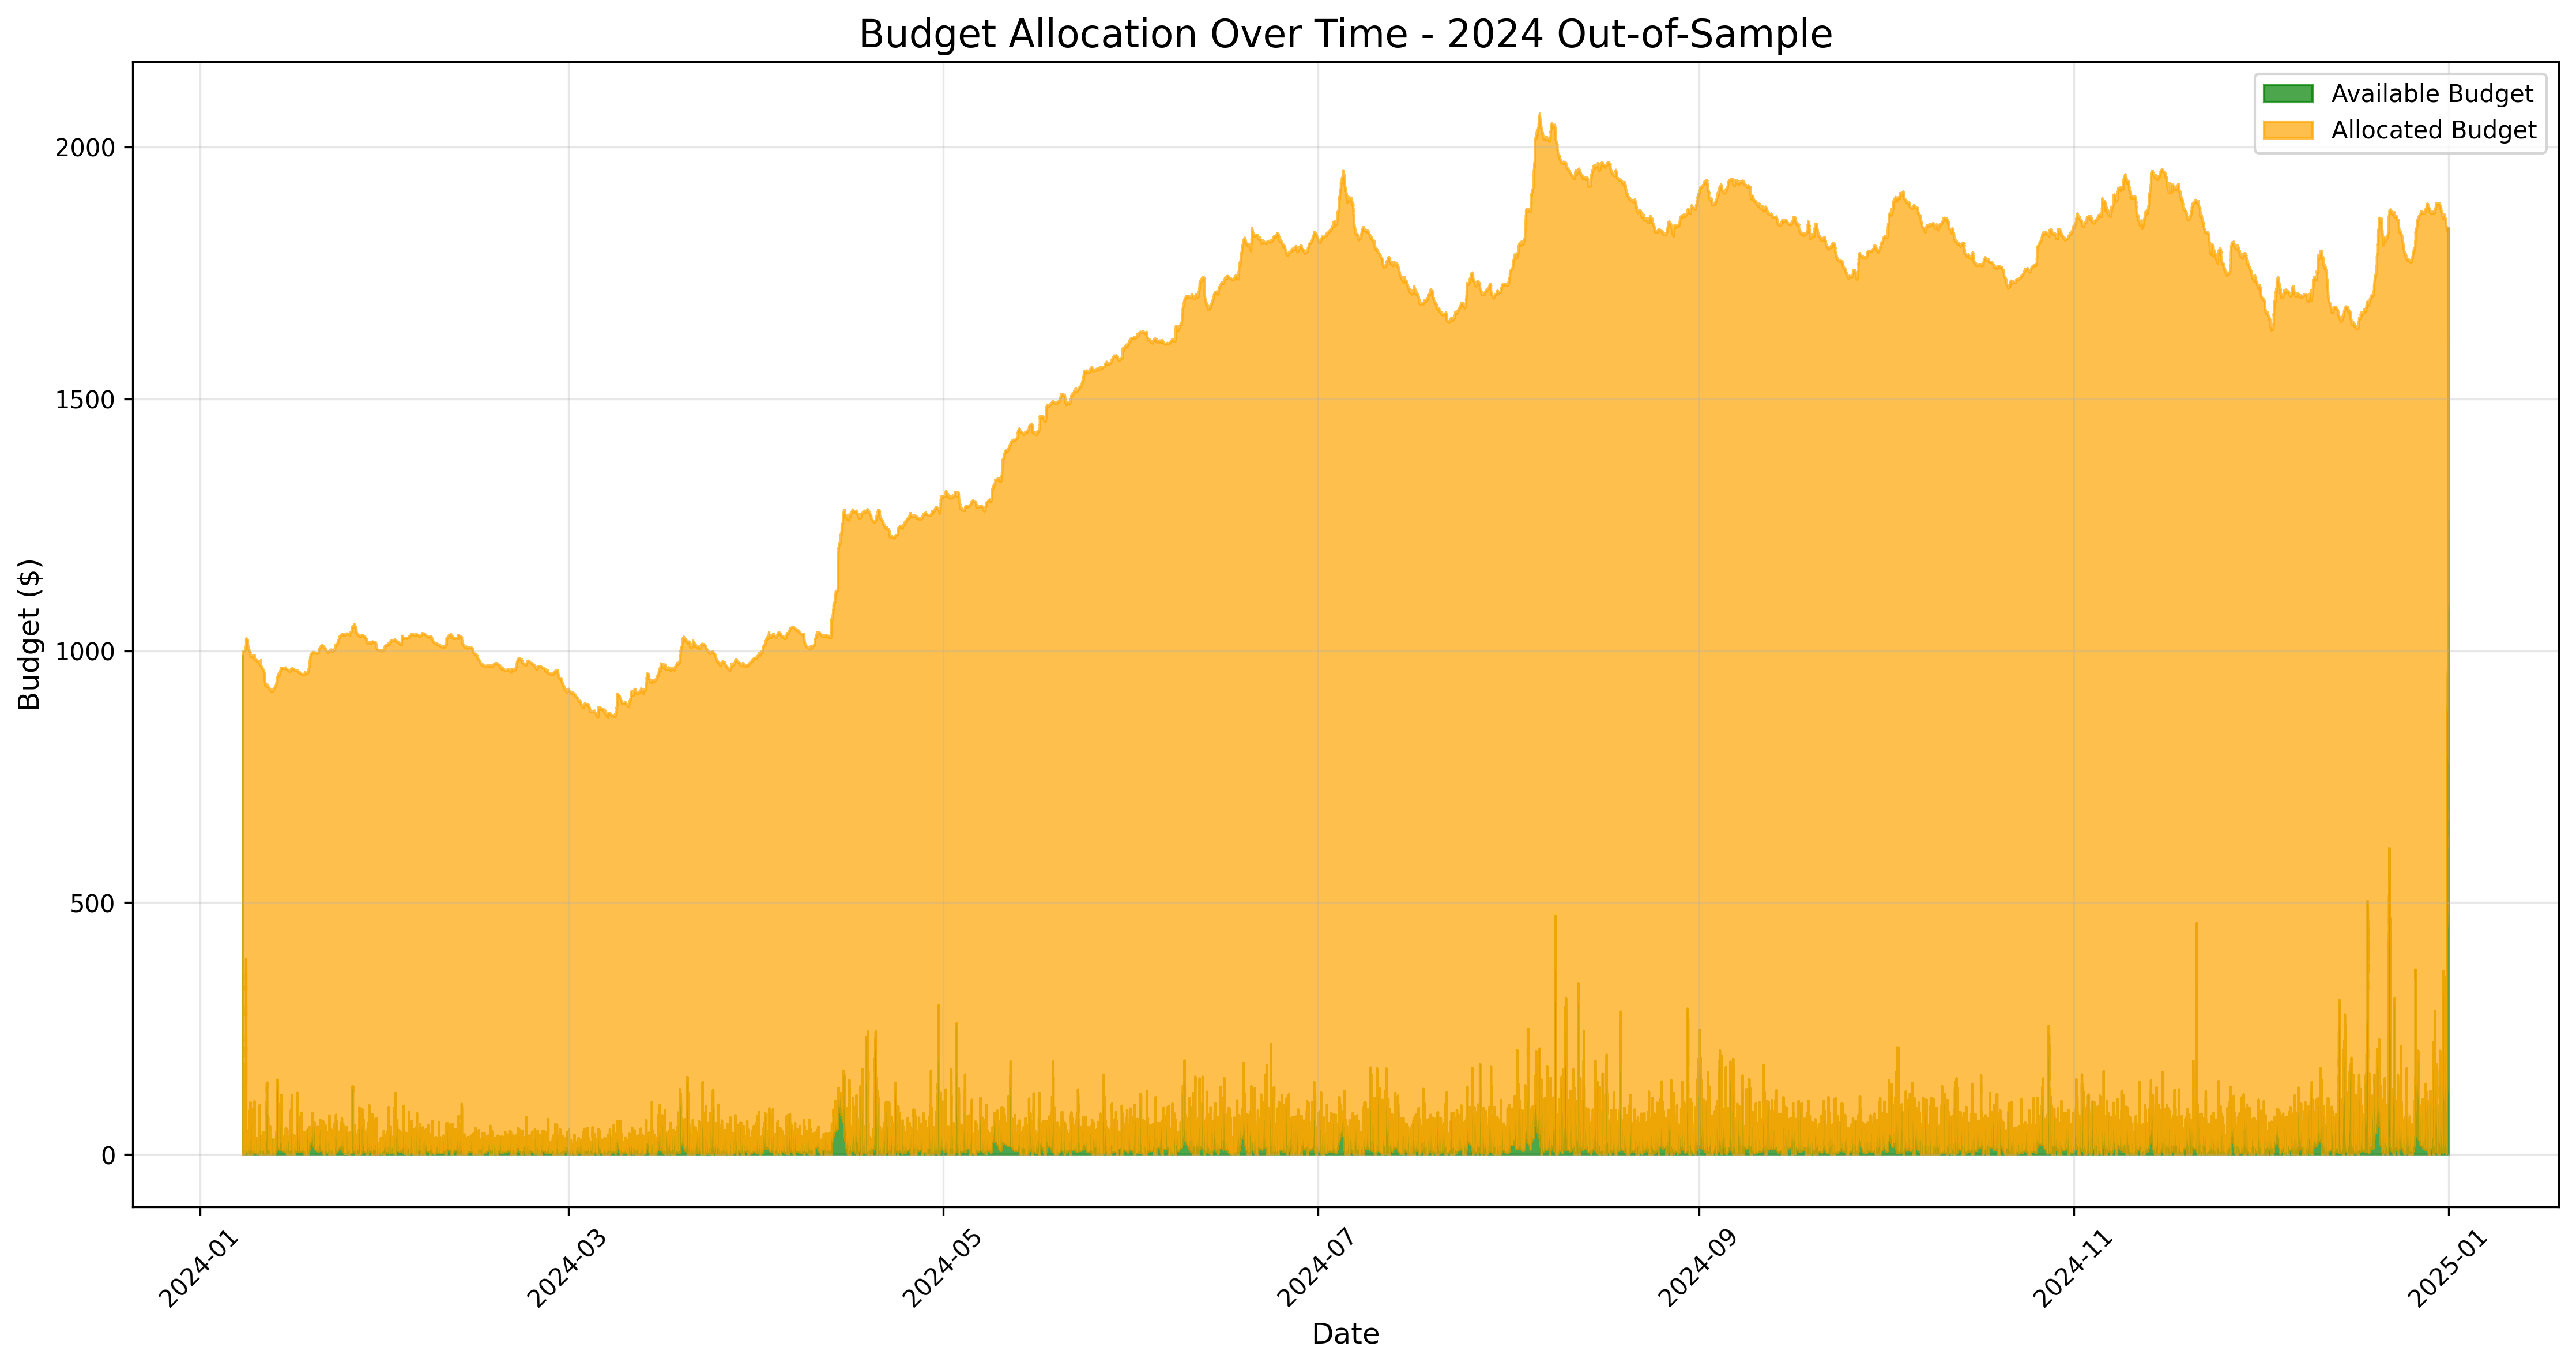 Budget Allocation Over Time - 2024 Out-of-Sample
Available Budget
Allocated Budget
Budget ($)
2000
1500
1000
500
0
2024-01
2024-03
2024-05
2024-07
2024-09
2024-11
2025-01
Date